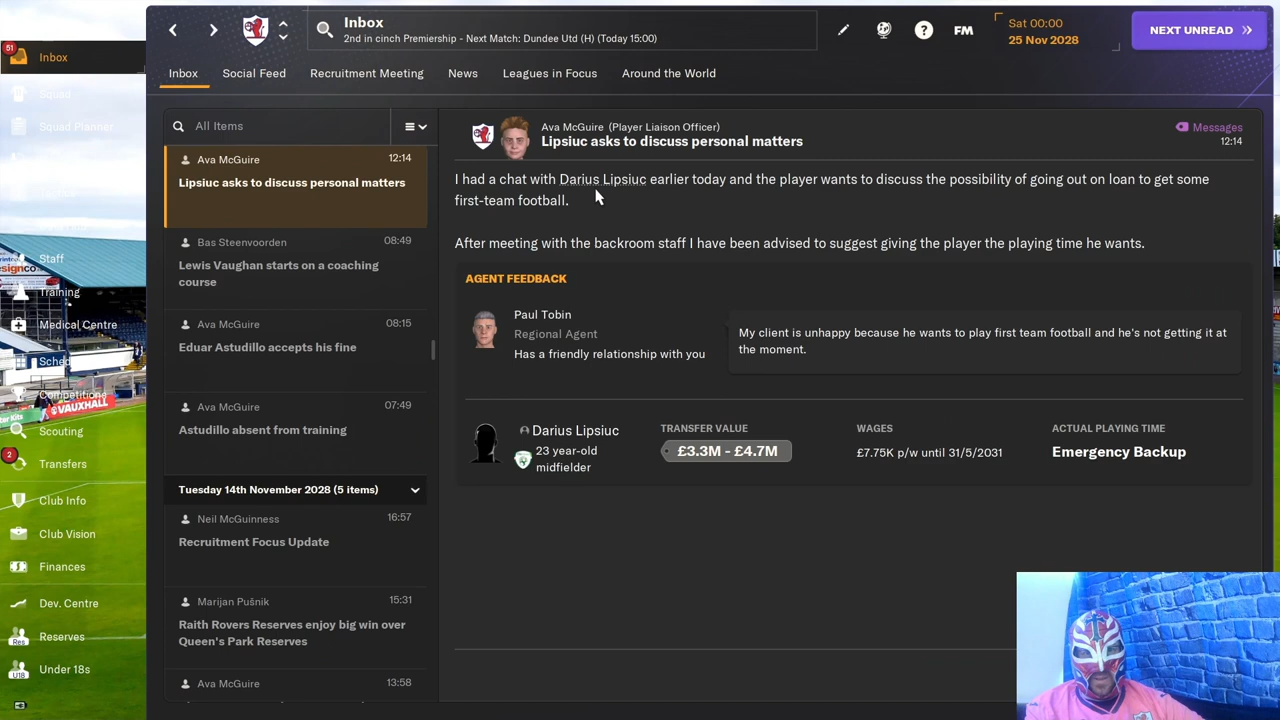 Inbox
2nd in cinch Premiership - Next Match: Dundee Utd (H) (Today 15:00)
?
FM
Sat 00:00
25 Nov 2028
NEXT UNREAD
51
Inbox
Squad
Squad Planner
Staff
Training
Medical Centre
Sched
Competitions
Scouting
2
Transfers
Club Info
Club Vision
Finances
Dev. Centre
Res
Reserves
U18
Under 18s
signco
VAUXHALL
Inbox
Social Feed
Recruitment Meeting
News
Leagues in Focus
Around the World
All Items
Ava McGuire
12:14
Lipsiuc asks to discuss personal matters
Bas Steenvoorden
08:49
Lewis Vaughan starts on a coaching
course
Ava McGuire
08:15
Eduar Astudillo accepts his fine
Ava McGuire
07:49
Astudillo absent from training
Tuesday 14th November 2028 (5 items)
Neil McGuinness
16:57
Recruitment Focus Update
Marijan Pušnik
15:31
Raith Rovers Reserves enjoy big win over
Queen's Park Reserves
Ava McGuire
13:58
Ava McGuire (Player Liaison Officer)
Lipsiuc asks to discuss personal matters
Messages
12:14
I had a chat with Darius Lipsiuc earlier today and the player wants to discuss the possibility of going out on loan to get some
first-team football.
After meeting with the backroom staff I have been advised to suggest giving the player the playing time he wants.
AGENT FEEDBACK
Paul Tobin
Regional Agent
Has a friendly relationship with you
My client is unhappy because he wants to play first team football and he's not getting it at
the moment.
Darius Lipsiuc
23 year-old
midfielder
TRANSFER VALUE
£3.3M - £4.7M
WAGES
£7.75K p/w until 31/5/2031
ACTUAL PLAYING TIME
Emergency Backup